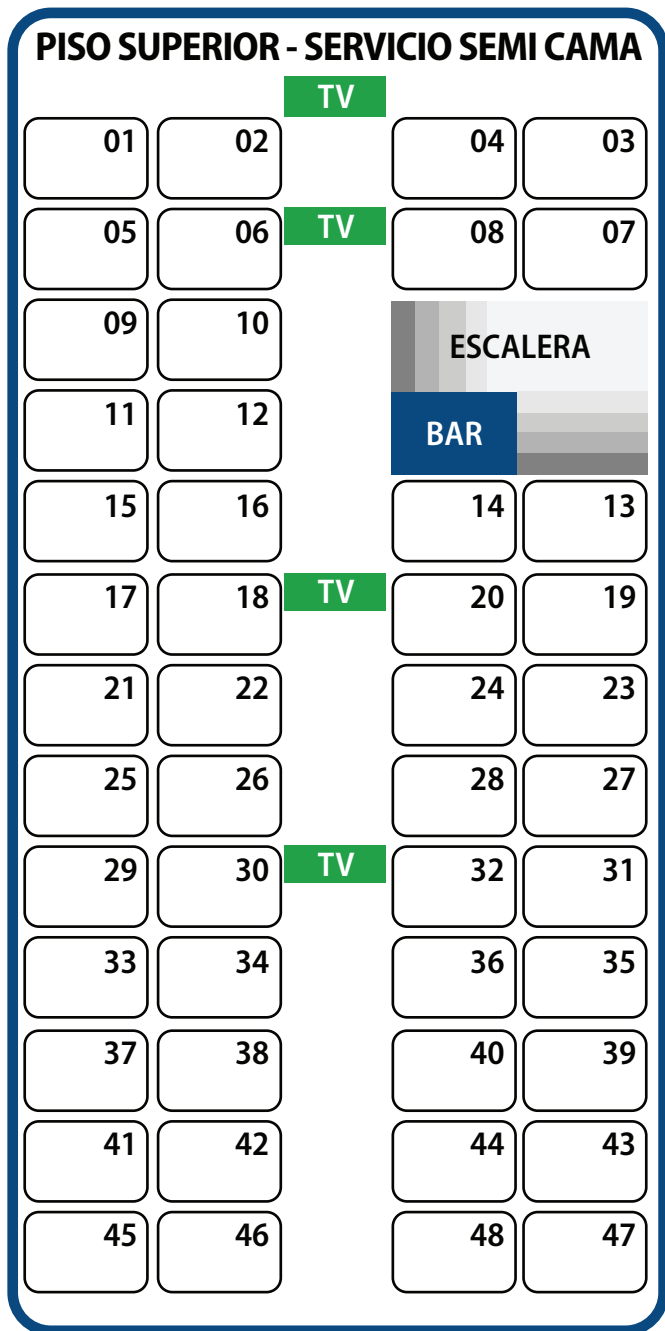 PISO SUPERIOR - SERVICIO SEMI CAMA
TV
01 02 04 03
05 06 TV 08 07
09 10 ESCALERA
11 12 BAR
15 16 14 13
17 18 TV 20 19
21 22 24 23
25 26 28 27
29 30 TV 32 31
33 34 36 35
37 38 40 39
41 42 44 43
45 46 48 47